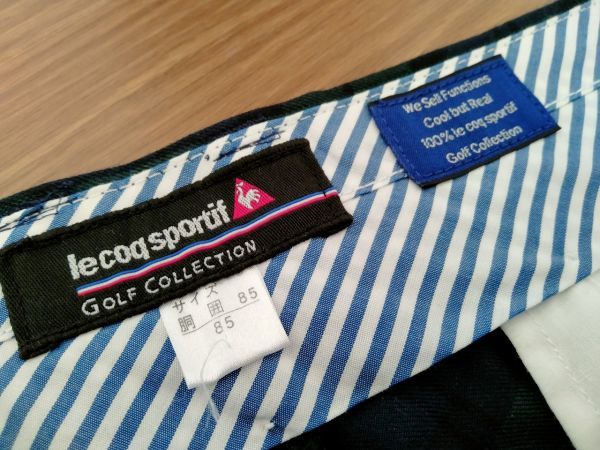 le coq sportif
GOLF COLLECTION
サイズ
胴囲 85
85
We Sell Functions
Cool but Real
100% le coq sportif
Golf Collection